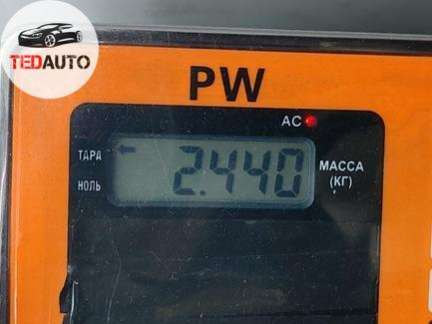 TEDAUTO
PW
AC
ТАРА
2.440
МАССА
(КГ)
НОЛЬ